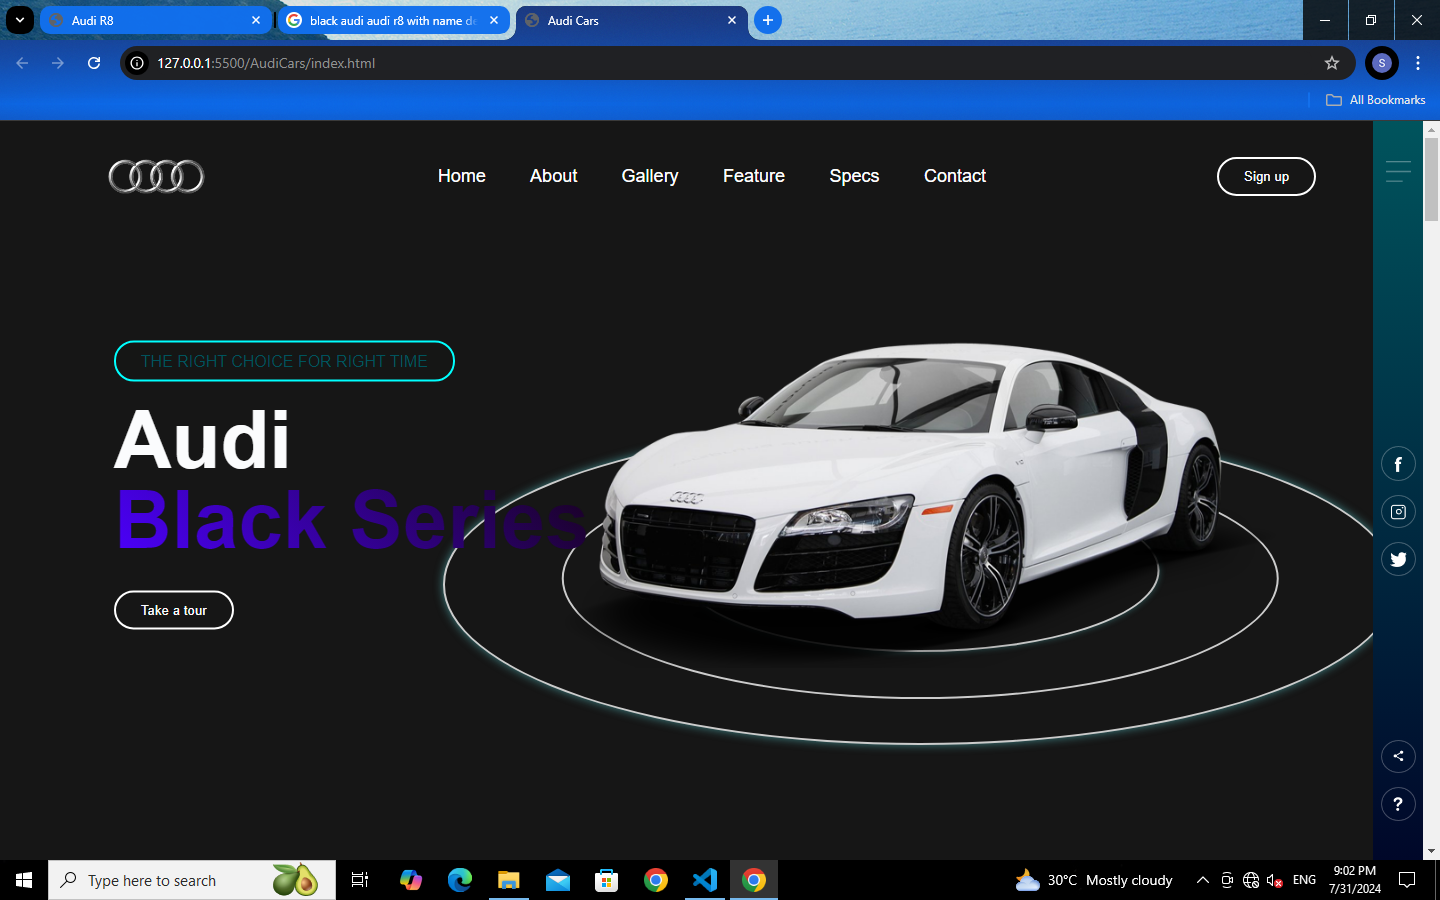 Audi R8
black audi audi r8 with name de
Audi Cars
127.0.0.1:5500/AudiCars/index.html
S
All Bookmarks
Home
About
Gallery
Feature
Specs
Contact
Sign up
THE RIGHT CHOICE FOR RIGHT TIME
Audi
Black Series
Take a tour
f
?
Type here to search
30°C Mostly cloudy
ENG
9:02 PM
7/31/2024